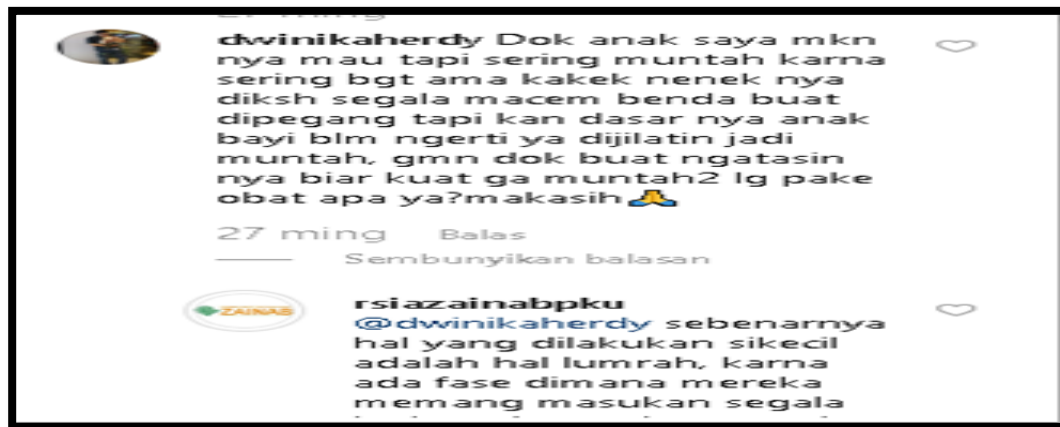 27 ming
dwinikaherdy Dok anak saya mkn
nya mau tapi sering muntah karna
sering bgt ama kakek nenek nya
diksh segala macem benda buat
dipegang tapi kan dasar nya anak
bayi blm ngerti ya dijilatin jadi
muntah, gmn dok buat ngatasin
nya biar kuat ga muntah2 lg pake
obat apa ya?makasih🙏
27 ming Balas
Sembunyikan balasan
ZAINAB
rsiazainabpku
@dwinikaherdy sebenarnya
hal yang dilakukan sikecil
adalah hal lumrah, karna
ada fase dimana mereka
memang masukan segala